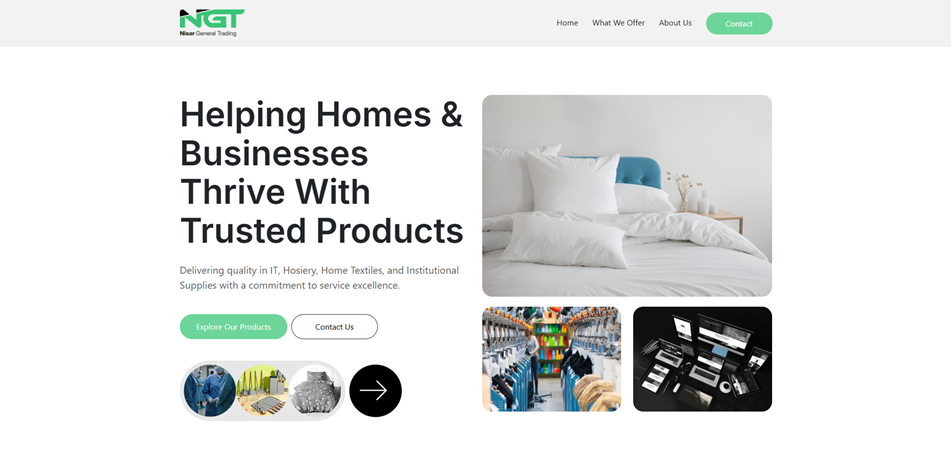 NGT
Nisar General Trading
Home
What We Offer
About Us
Contact
Helping Homes &
Businesses
Thrive With
Trusted Products
Delivering quality in IT, Hosiery, Home Textiles, and Institutional
Supplies with a commitment to service excellence.
Explore Our Products
Contact Us